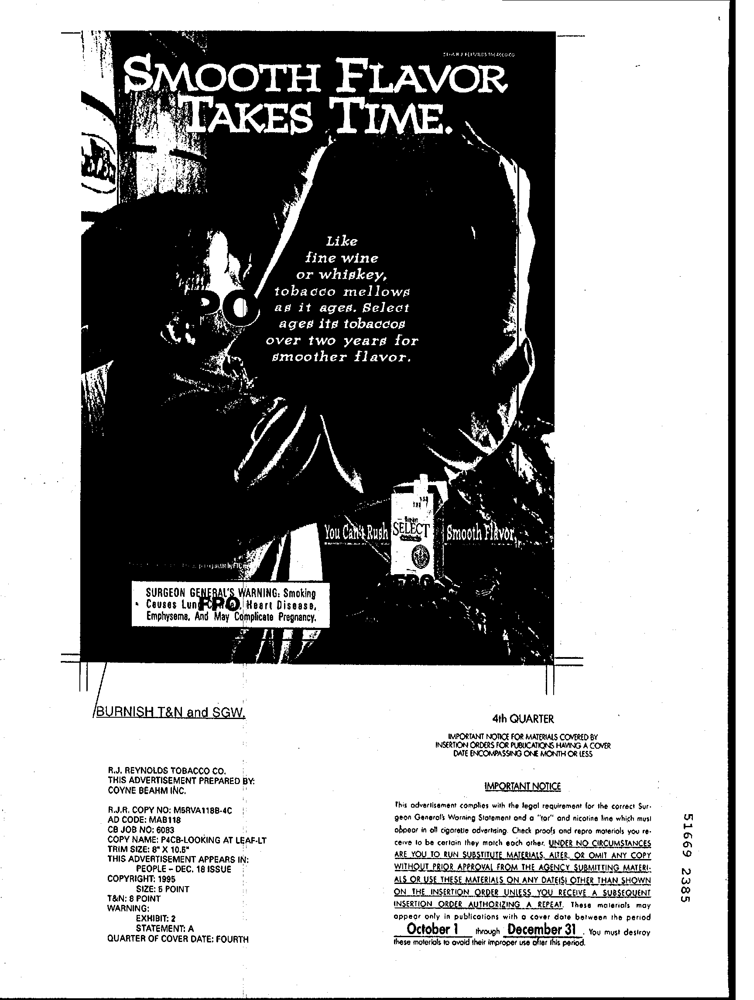 SMOOTH FLAVOR
TAKES TIME.
Like
fine wine
or whiskey,
tobacco mellows
as it ages. Select
ages its tobaccos
over two years for
smoother flavor.
You Can't Rush
SELECT
Smooth Flavor.
SURGEON GENERAL'S WARNING: Smoking
Causes Lung Heart Disease,
Emphysema, And May Complicate Pregnancy.
FPO
BURNISH T&N and SGW.
R.J. REYNOLDS TOBACCO CO.
THIS ADVERTISEMENT PREPARED BY:
COYNE BEAHM INC.
R.J.R. COPY NO: M5RVA118B-4C
AD CODE: MAB118
CB JOB NO: 6083
COPY NAME: P4CB-LOOKING AT LEAF-LT
TRIM SIZE: 8" X 10.5"
THIS ADVERTISEMENT APPEARS IN:
PEOPLE - DEC. 18 ISSUE
COPYRIGHT: 1995
SIZE: 5 POINT
T&N: 8 POINT
WARNING:
EXHIBIT: 2
STATEMENT: A
QUARTER OF COVER DATE: FOURTH
4th QUARTER
IMPORTANT NOTICE FOR MATERIALS COVERED BY
INSERTION ORDERS FOR PUBLICATIONS HAVING A COVER
DATE ENCOMPASSING ONE MONTH OR LESS
IMPORTANT NOTICE
This advertisement complies with the legal requirement for the correct Sur-
geon General's Warning Statement and a "tar" and nicotine line which must
appear in all cigarette advertising. Check proofs and repro materials you re-
ceive to be certain they match each other. UNDER NO CIRCUMSTANCES
ARE YOU TO RUN SUBSTITUTE MATERIALS, ALTER, OR OMIT ANY COPY
WITHOUT PRIOR APPROVAL FROM THE AGENCY SUBMITTING MATERI-
ALS OR USE THESE MATERIALS ON ANY DATE(S) OTHER THAN SHOWN
ON THE INSERTION ORDER UNLESS YOU RECEIVE A SUBSEQUENT
INSERTION ORDER AUTHORIZING A REPEAT. These materials may
appear only in publications with a cover date between the period
October 1 through December 31. You must destroy
these materials to avoid their improper use after this period.
51669 2385